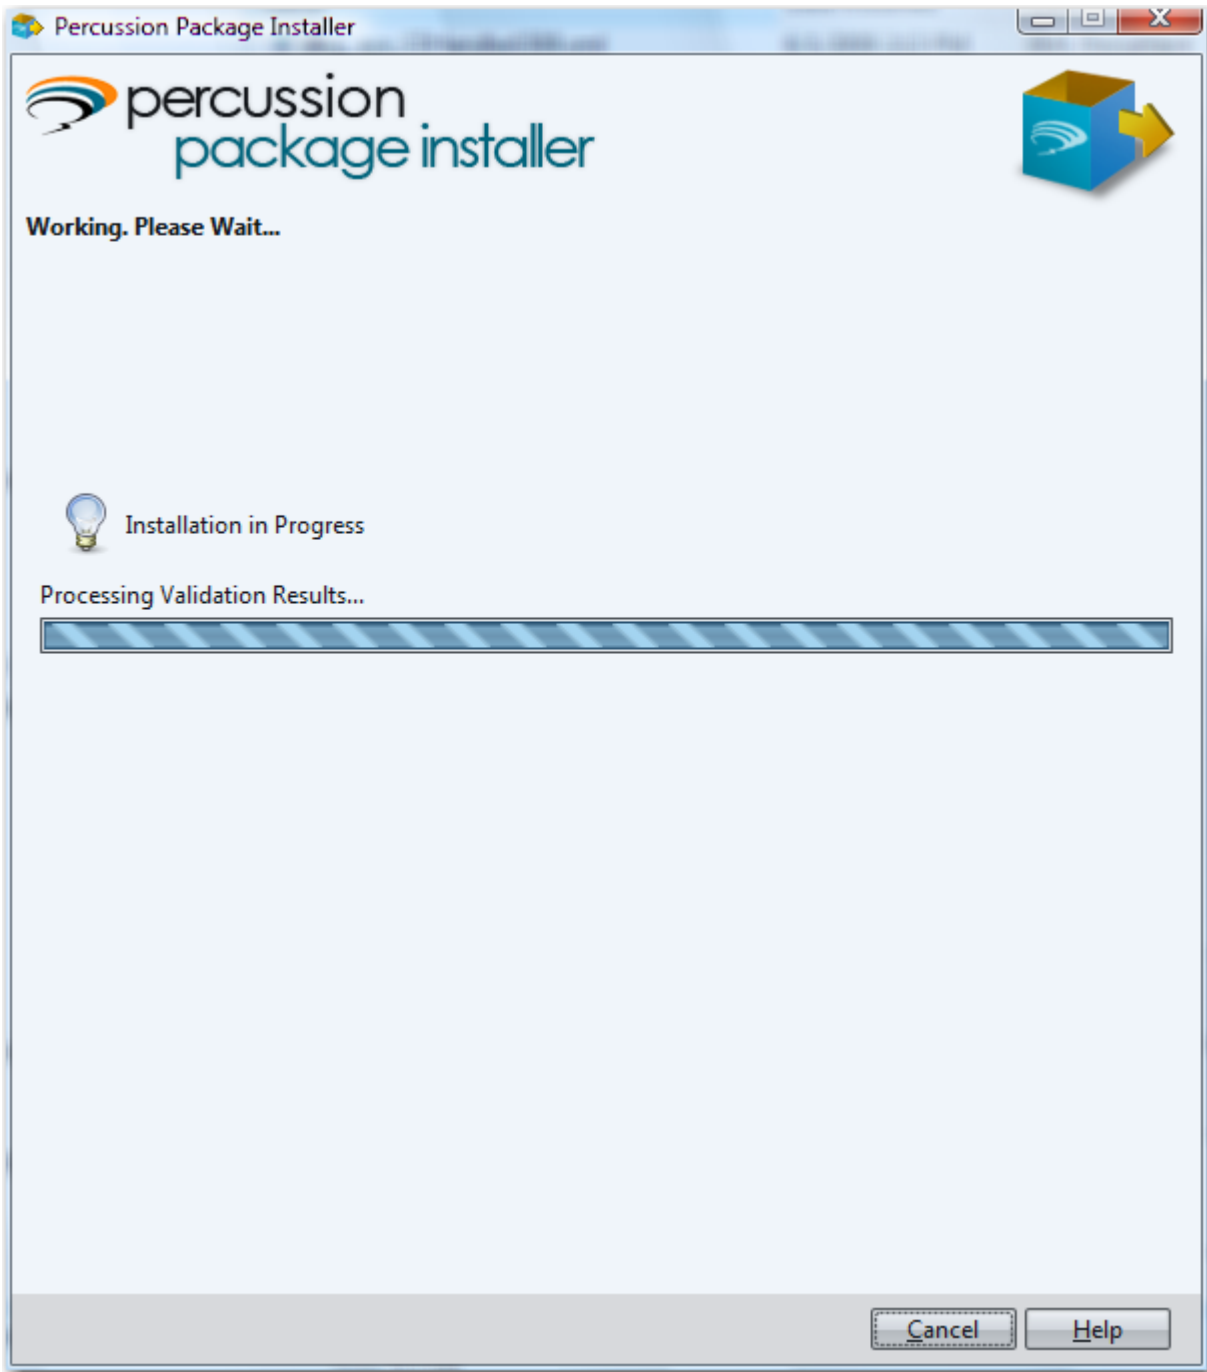 Percussion Package Installer
percussion
package installer
Working. Please Wait...
Installation in Progress
Processing Validation Results...
Cancel Help